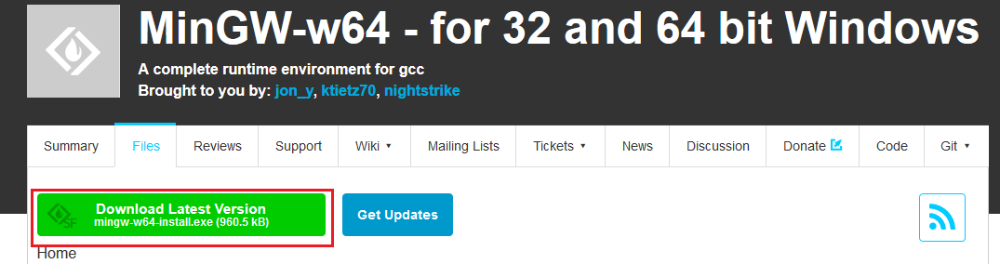 MinGW-w64 - for 32 and 64 bit Windows
A complete runtime environment for gcc
Brought to you by: jon_y, ktietz70, nightstrike
Summary Files Reviews Support Wiki Mailing Lists Tickets News Discussion Donate Code Git
SF
Download Latest Version
mingw-w64-install.exe (960.5 kB)
Get Updates
Home